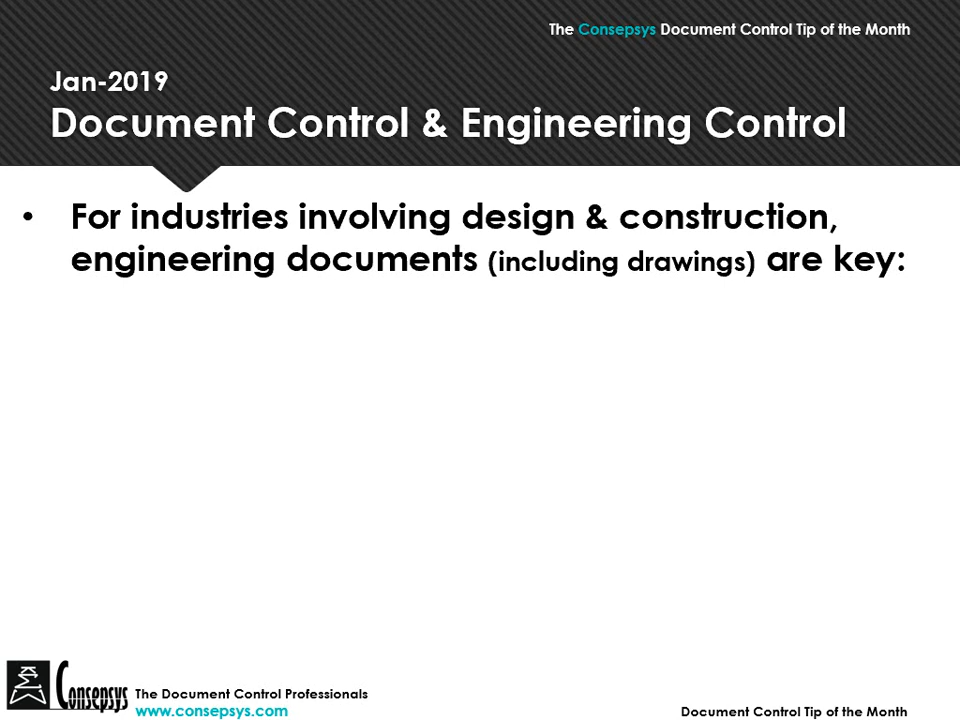 The Consepsys Document Control Tip of the Month
Jan-2019
Document Control & Engineering Control
• For industries involving design & construction,
engineering documents (including drawings) are key:
Consepsys
The Document Control Professionals
www.consepsys.com
Document Control Tip of the Month